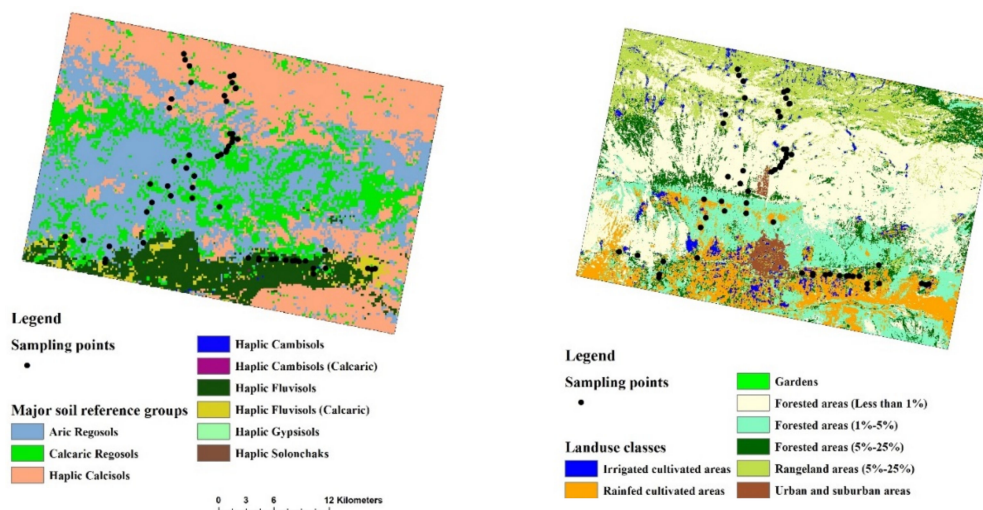 Legend
Sampling points
Major soil reference groups
Aric Regosols
Calcaric Regosols
Haplic Calcisols
Haplic Cambisols
Haplic Cambisols (Calcaric)
Haplic Fluvisols
Haplic Fluvisols (Calcaric)
Haplic Gypsisols
Haplic Solonchaks
0 3 6 12 Kilometers
Legend
Sampling points
Landuse classes
Irrigated cultivated areas
Rainfed cultivated areas
Gardens
Forested areas (Less than 1%)
Forested areas (1%-5%)
Forested areas (5%-25%)
Rangeland areas (5%-25%)
Urban and suburban areas